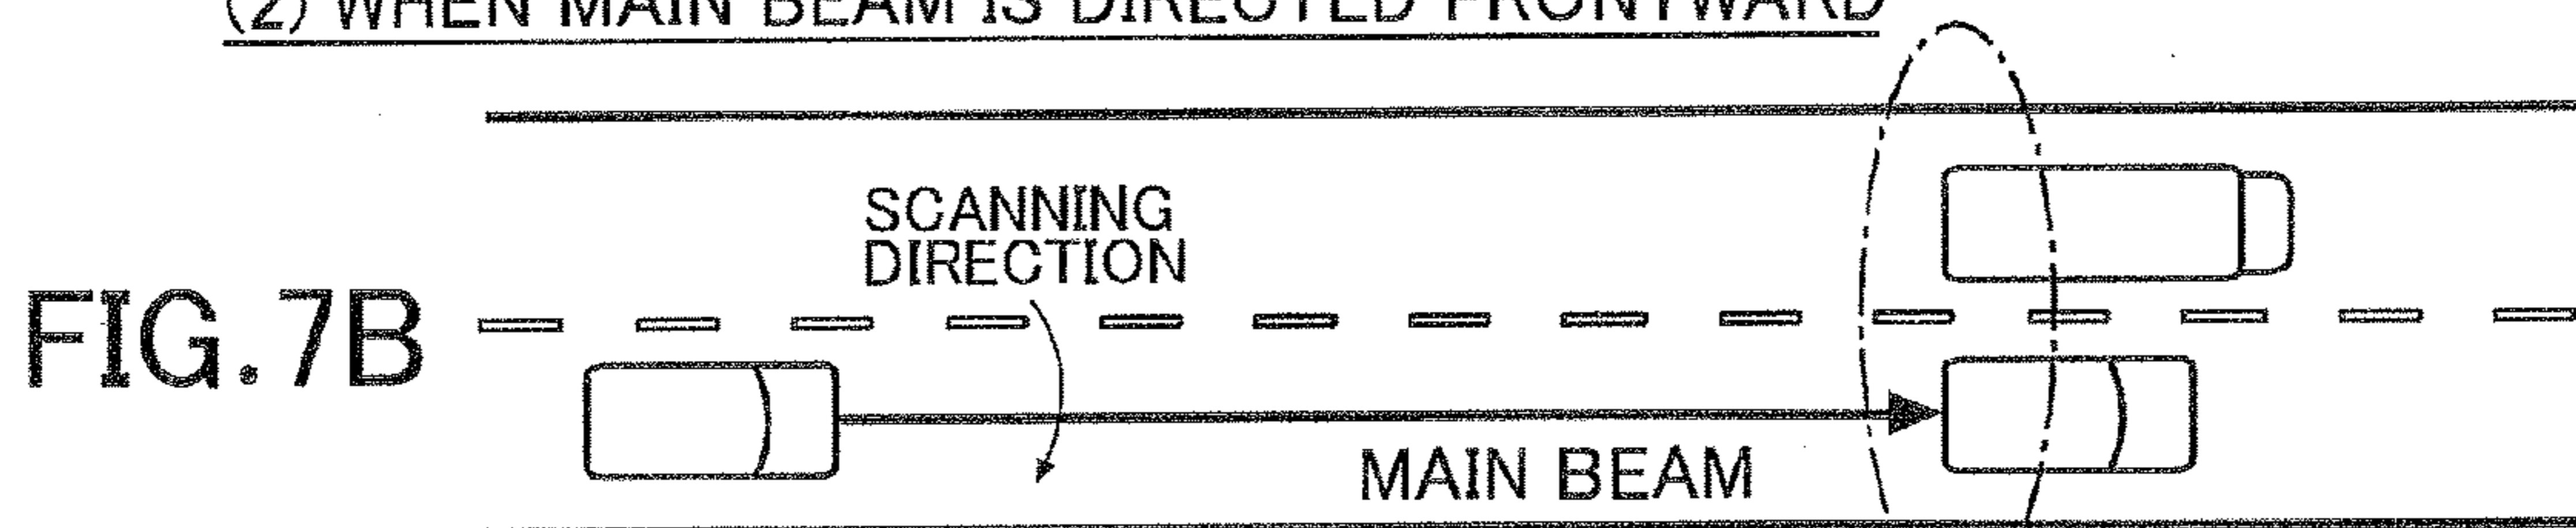 (2) WHEN MAIN BEAM IS DIRECTED FRONTWARD
SCANNING
DIRECTION
FIG.7B
MAIN BEAM